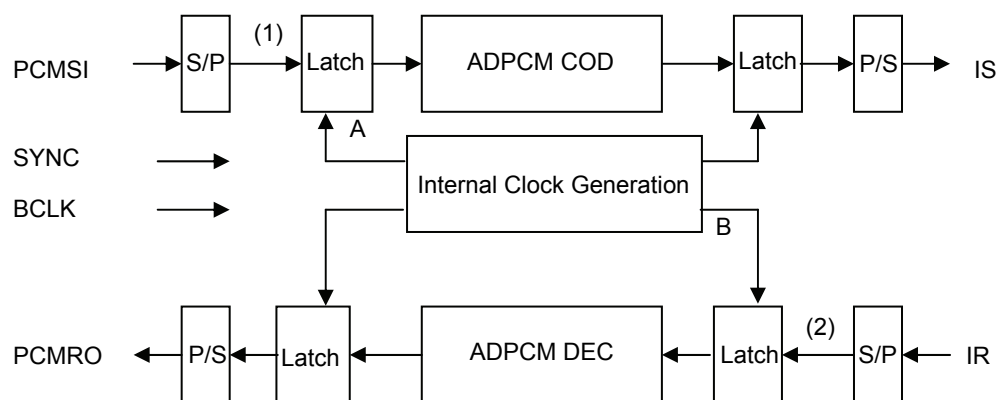 (1)
PCMSI S/P Latch ADPCM COD Latch P/S IS
A
SYNC
Internal Clock Generation
BCLK
B
(2)
PCMRO P/S Latch ADPCM DEC Latch S/P IR